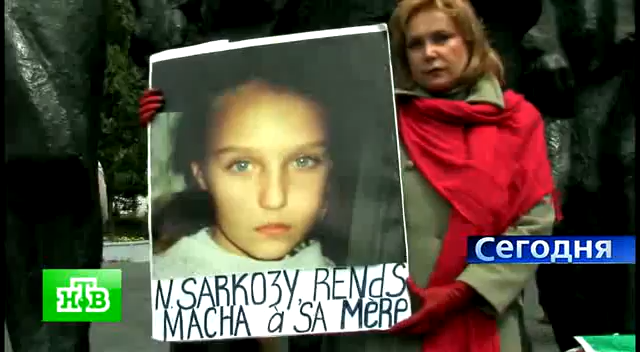 Сегодня
N. SARKOZY, RENDS
MACHA à SA Mère
НТВ